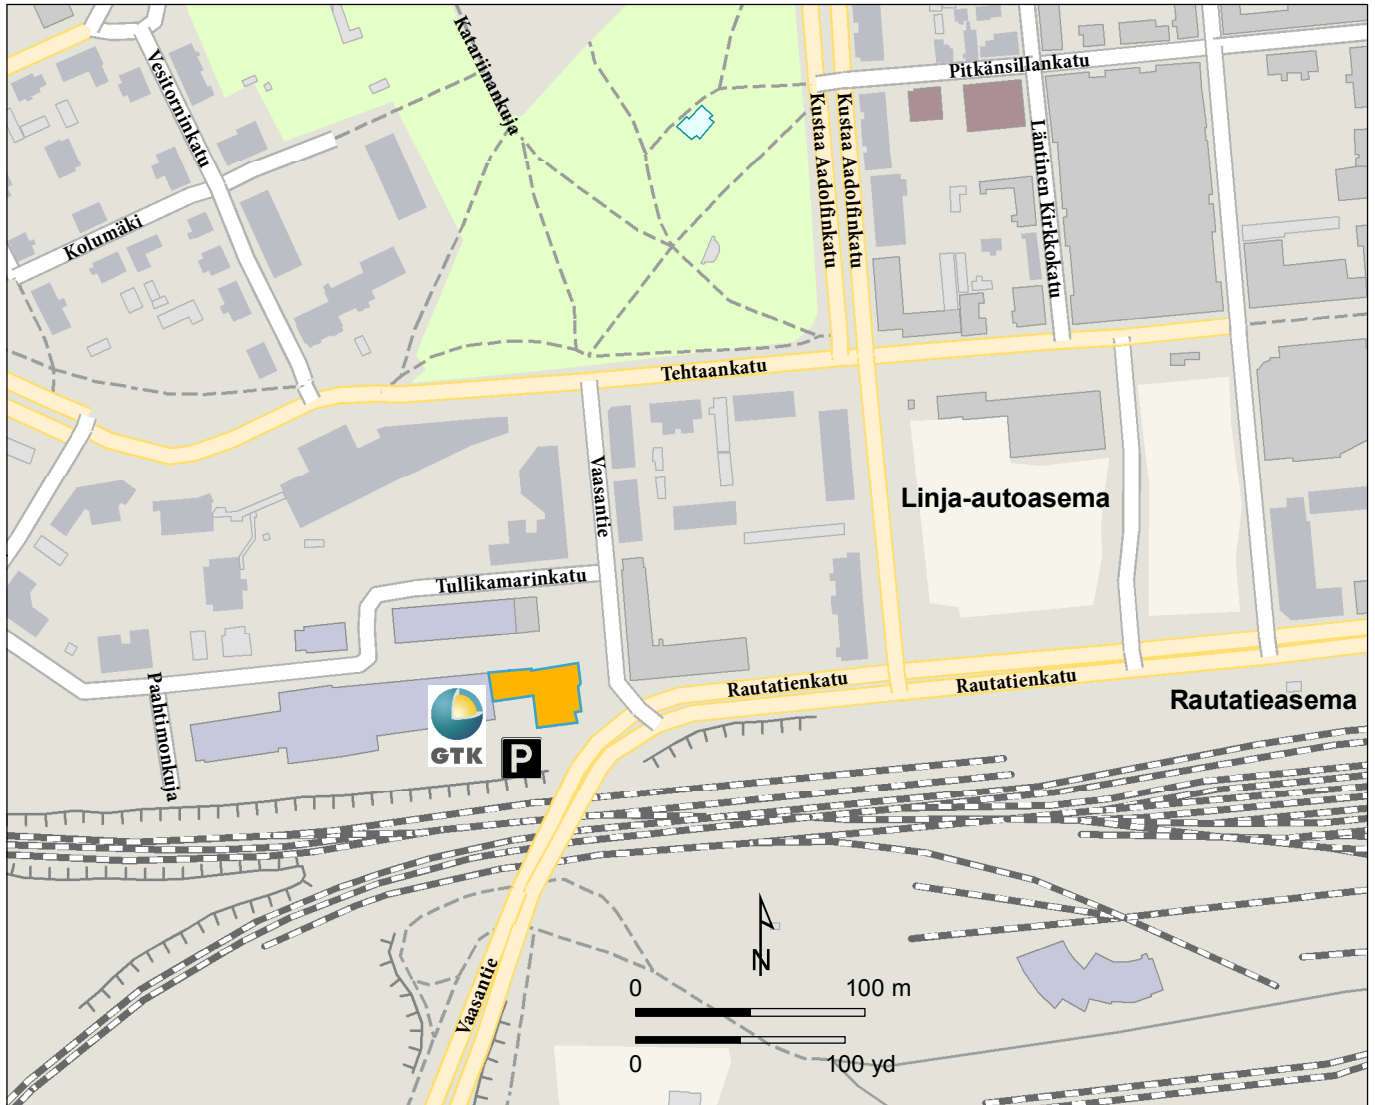 Katariinankuja
Vesitorninkatu
Pitkänsillankatu
Kustaa Aadolfinkatu
Kustaa Aadolfinkatu
Läntinen Kirkkokatu
Kolumäki
Tehtaankatu
Vaasantie
Linja-autoasema
Tullikamarinkatu
Paahtimonkuja
Rautatienkatu
Rautatienkatu
Rautatieasema
GTK
P
Vaasantie
N
0 100 m
0 100 yd